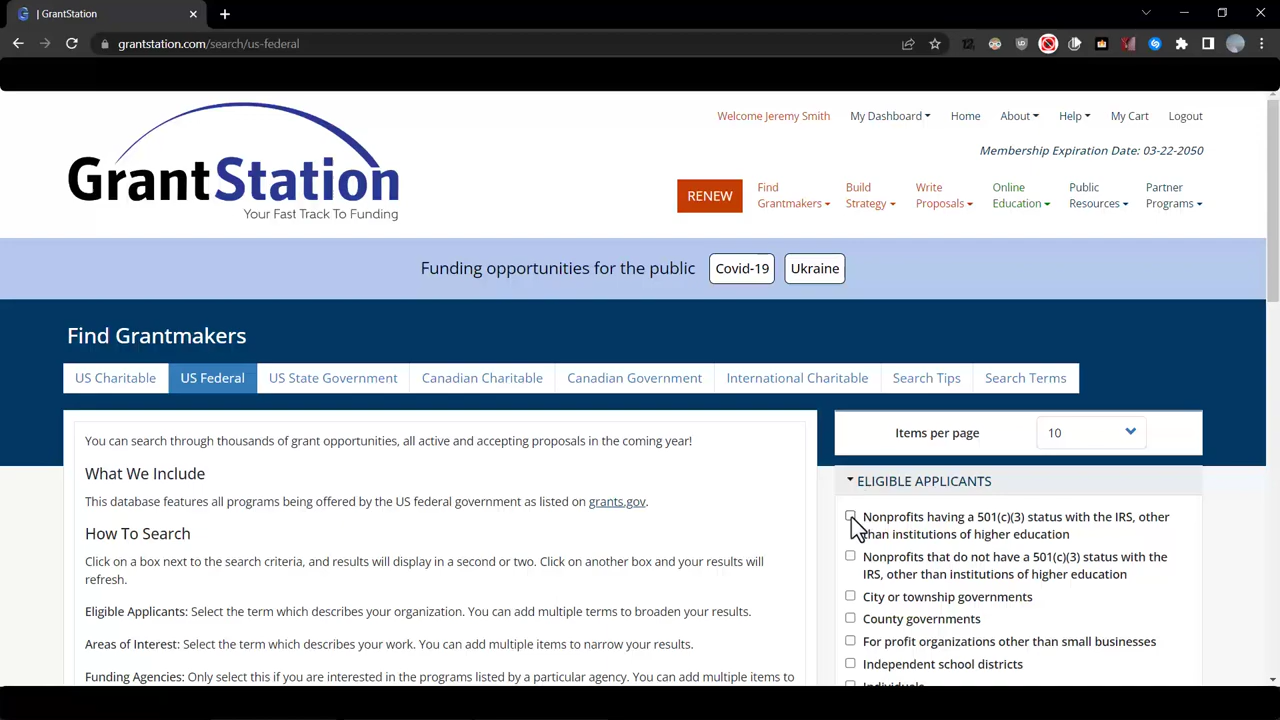 | GrantStation
grantstation.com/search/us-federal
Welcome Jeremy Smith My Dashboard Home About Help My Cart Logout
Membership Expiration Date: 03-22-2050
GrantStation
Your Fast Track To Funding
RENEW
Find Grantmakers
Build Strategy
Write Proposals
Online Education
Public Resources
Partner Programs
Funding opportunities for the public Covid-19 Ukraine
Find Grantmakers
US Charitable US Federal US State Government Canadian Charitable Canadian Government International Charitable Search Tips Search Terms
You can search through thousands of grant opportunities, all active and accepting proposals in the coming year!
What We Include
This database features all programs being offered by the US federal government as listed on grants.gov.
How To Search
Click on a box next to the search criteria, and results will display in a second or two. Click on another box and your results will
refresh.
Eligible Applicants: Select the term which describes your organization. You can add multiple terms to broaden your results.
Areas of Interest: Select the term which describes your work. You can add multiple items to narrow your results.
Funding Agencies: Only select this if you are interested in the programs listed by a particular agency. You can add multiple items to
Items per page 10
ELIGIBLE APPLICANTS
Nonprofits having a 501(c)(3) status with the IRS, other
than institutions of higher education
Nonprofits that do not have a 501(c)(3) status with the
IRS, other than institutions of higher education
City or township governments
County governments
For profit organizations other than small businesses
Independent school districts
Individuals